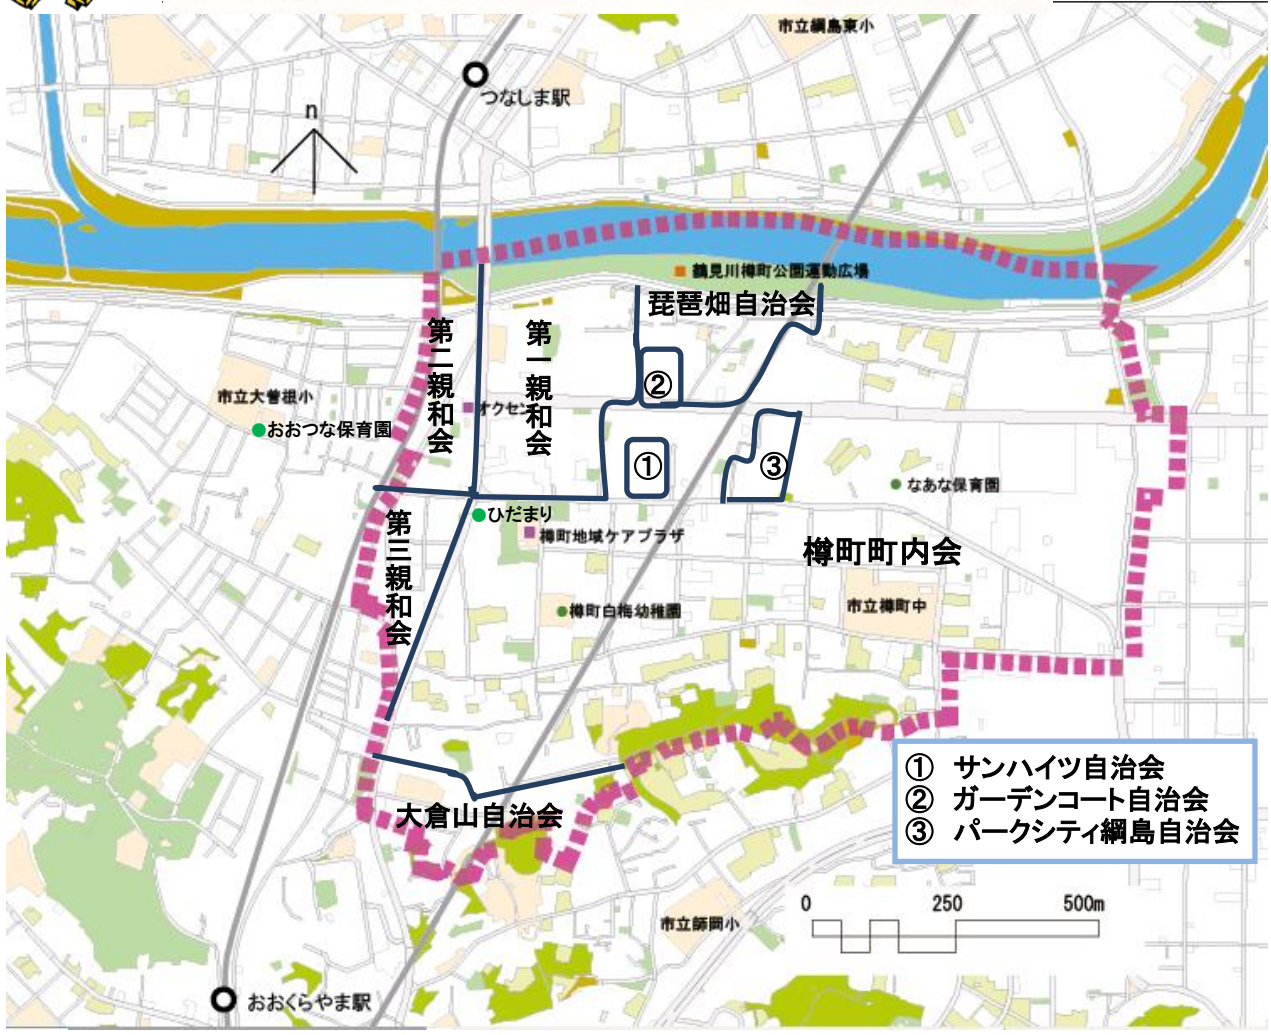 市立綱島東小
つなしま駅
n
鶴見川樽町公園運動広場
琵琶畑自治会
第二親和会
第一親和会
②
市立大曽根小
オクセン
おおつな保育園
①
③
なあな保育園
ひだまり
第三親和会
樽町地域ケアプラザ
樽町町内会
樽町白梅幼稚園
市立樽町中
① サンハイツ自治会
② ガーデンコート自治会
③ パークシティ綱島自治会
大倉山自治会
0 250 500m
市立師岡小
おおくらやま駅